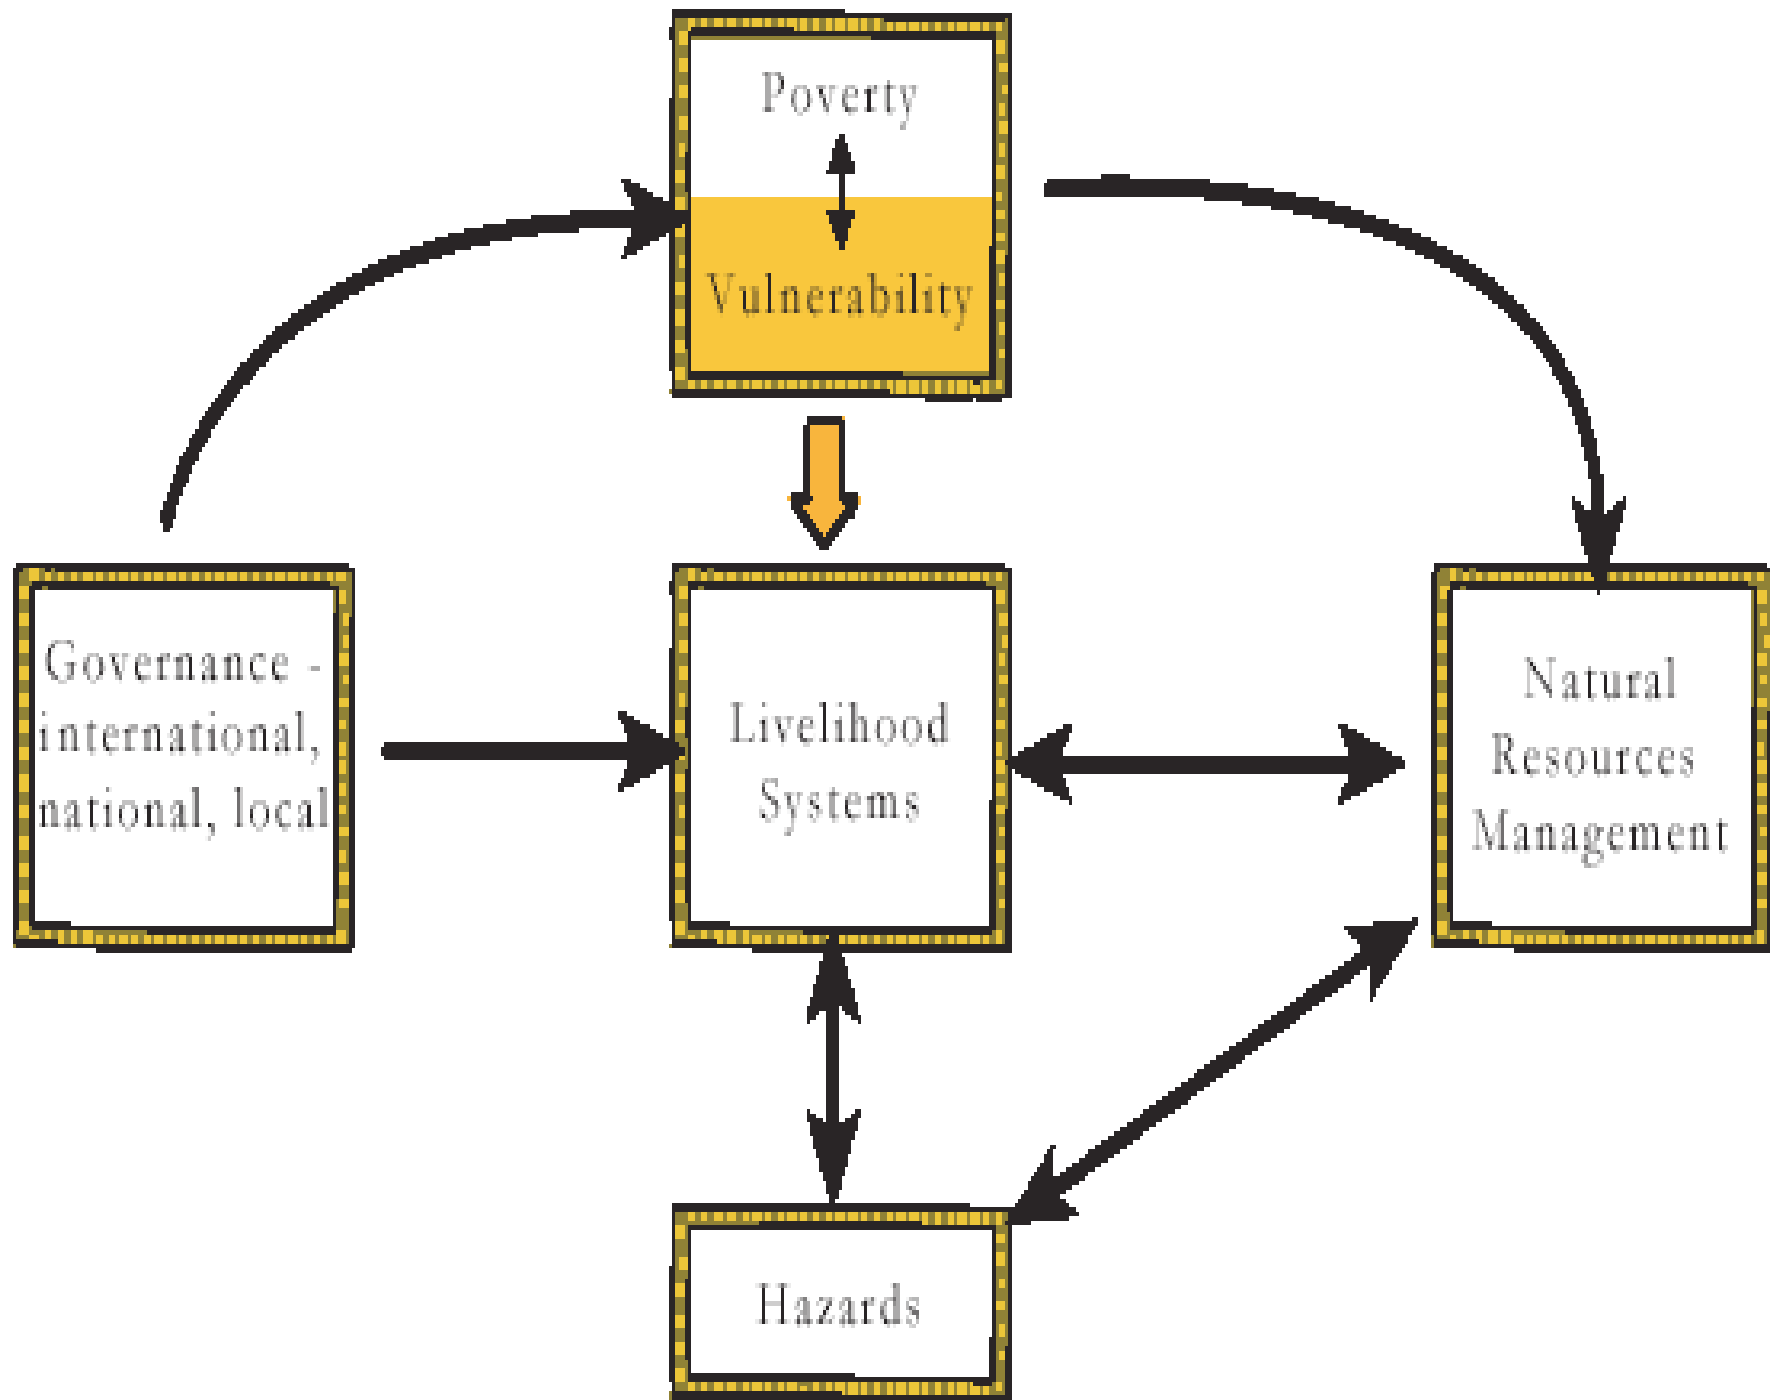 Poverty
Vulnerability
Governance -
international,
national, local
Livelihood
Systems
Natural
Resources
Management
Hazards